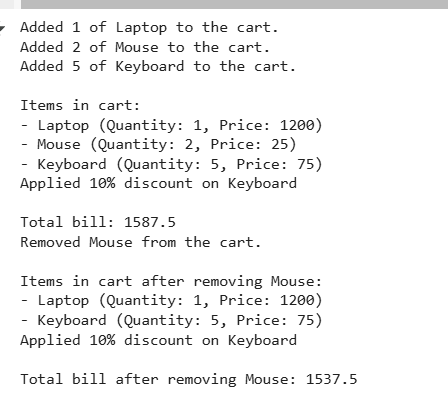 Added 1 of Laptop to the cart.
Added 2 of Mouse to the cart.
Added 5 of Keyboard to the cart.
Items in cart:
- Laptop (Quantity: 1, Price: 1200)
- Mouse (Quantity: 2, Price: 25)
- Keyboard (Quantity: 5, Price: 75)
Applied 10% discount on Keyboard
Total bill: 1587.5
Removed Mouse from the cart.
Items in cart after removing Mouse:
- Laptop (Quantity: 1, Price: 1200)
- Keyboard (Quantity: 5, Price: 75)
Applied 10% discount on Keyboard
Total bill after removing Mouse: 1537.5